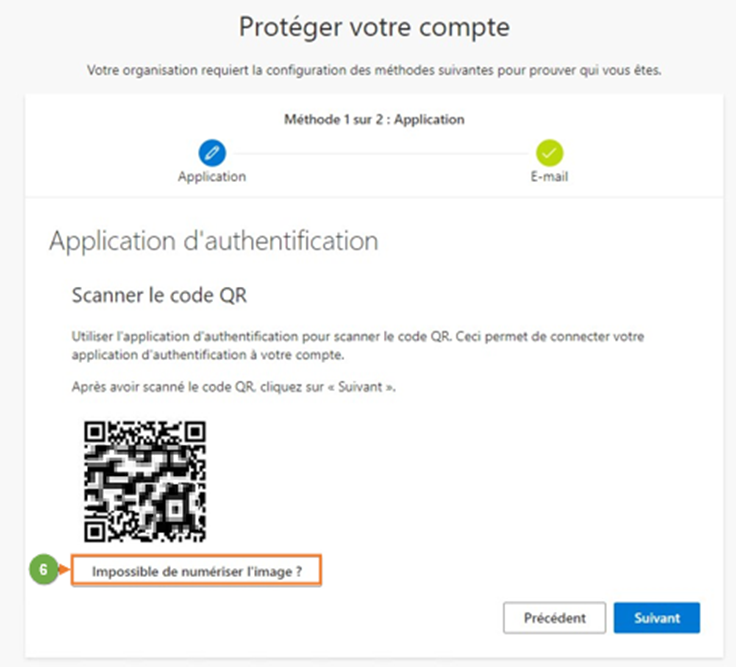 Protéger votre compte
Votre organisation requiert la configuration des méthodes suivantes pour prouver qui vous êtes.
Méthode 1 sur 2 : Application
Application
E-mail
Application d'authentification
Scanner le code QR
Utiliser l'application d'authentification pour scanner le code QR. Ceci permet de connecter votre
application d'authentification à votre compte.
Après avoir scanné le code QR, cliquez sur « Suivant ».
6
Impossible de numériser l'image ?
Précédent
Suivant